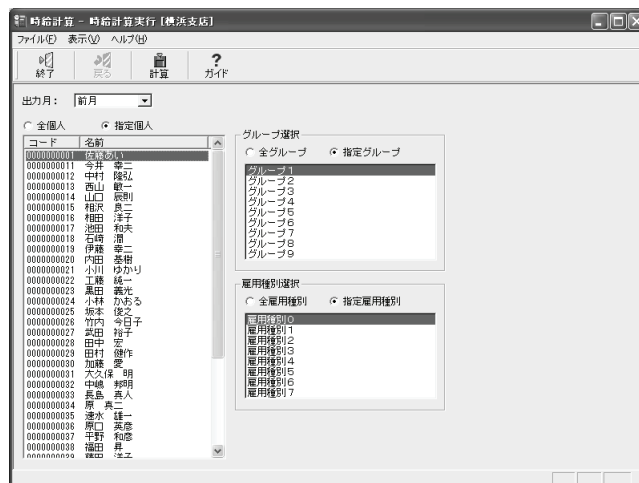 時給計算 - 時給計算実行 [横浜支店]
ファイル(F) 表示(V) ヘルプ(H)
終了 戻る 計算 ガイド
出力月: 前月
全個人 指定個人
コード 名前
0000000001 佐藤あい
0000000011 今井 幸二
0000000012 中村 隆弘
0000000013 西山 敏一
0000000014 山口 辰則
0000000015 相沢 良二
0000000016 相田 洋子
0000000017 池田 和夫
0000000018 石崎 潤
0000000019 伊藤 幸二
0000000020 内田 基樹
0000000021 小川 ゆかり
0000000022 工藤 純一
0000000023 黒田 義光
0000000024 小林 かおる
0000000025 坂本 俊之
0000000026 竹内 今日子
0000000027 武田 裕子
0000000028 田中 宏
0000000029 田村 健作
0000000030 加藤 愛
0000000031 大久保 明
0000000032 中嶋 邦明
0000000033 長島 真人
0000000034 原 真二
0000000035 速水 雄一
0000000036 原口 英彦
0000000037 平野 和彦
0000000038 福田 昇
0000000039 藤田 洋子
グループ選択
全グループ 指定グループ
グループ1
グループ2
グループ3
グループ4
グループ5
グループ6
グループ7
グループ8
グループ9
雇用種別選択
全雇用種別 指定雇用種別
雇用種別0
雇用種別1
雇用種別2
雇用種別3
雇用種別4
雇用種別5
雇用種別6
雇用種別7